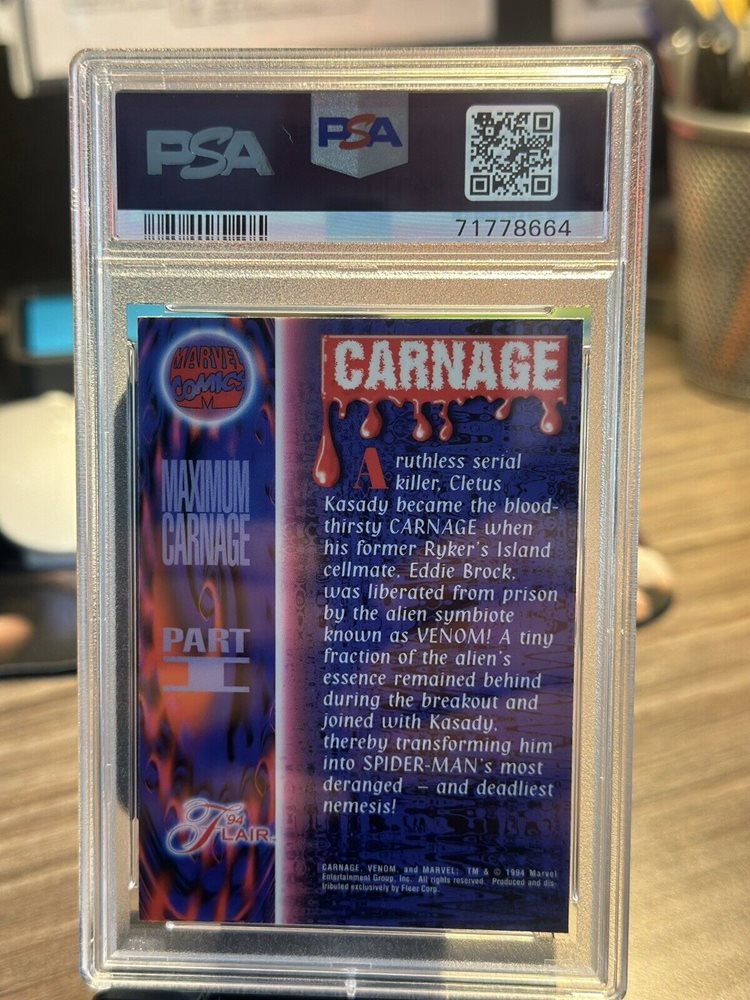 PSA
PSA
71778664
MARVEL
COMICS
M
MAXIMUM
CARNAGE
PART
I
'94
FLAIR™
CARNAGE
A ruthless serial
killer, Cletus
Kasady became the blood-
thirsty CARNAGE when
his former Ryker's Island
cellmate, Eddie Brock,
was liberated from prison
by the alien symbiote
known as VENOM! A tiny
fraction of the alien's
essence remained behind
during the breakout and
joined with Kasady,
thereby transforming him
into SPIDER-MAN's most
deranged – and deadliest
nemesis!
CARNAGE, VENOM, and MARVEL: TM & © 1994 Marvel
Entertainment Group, Inc. All rights reserved. Produced and dis-
tributed exclusively by Fleer Corp.